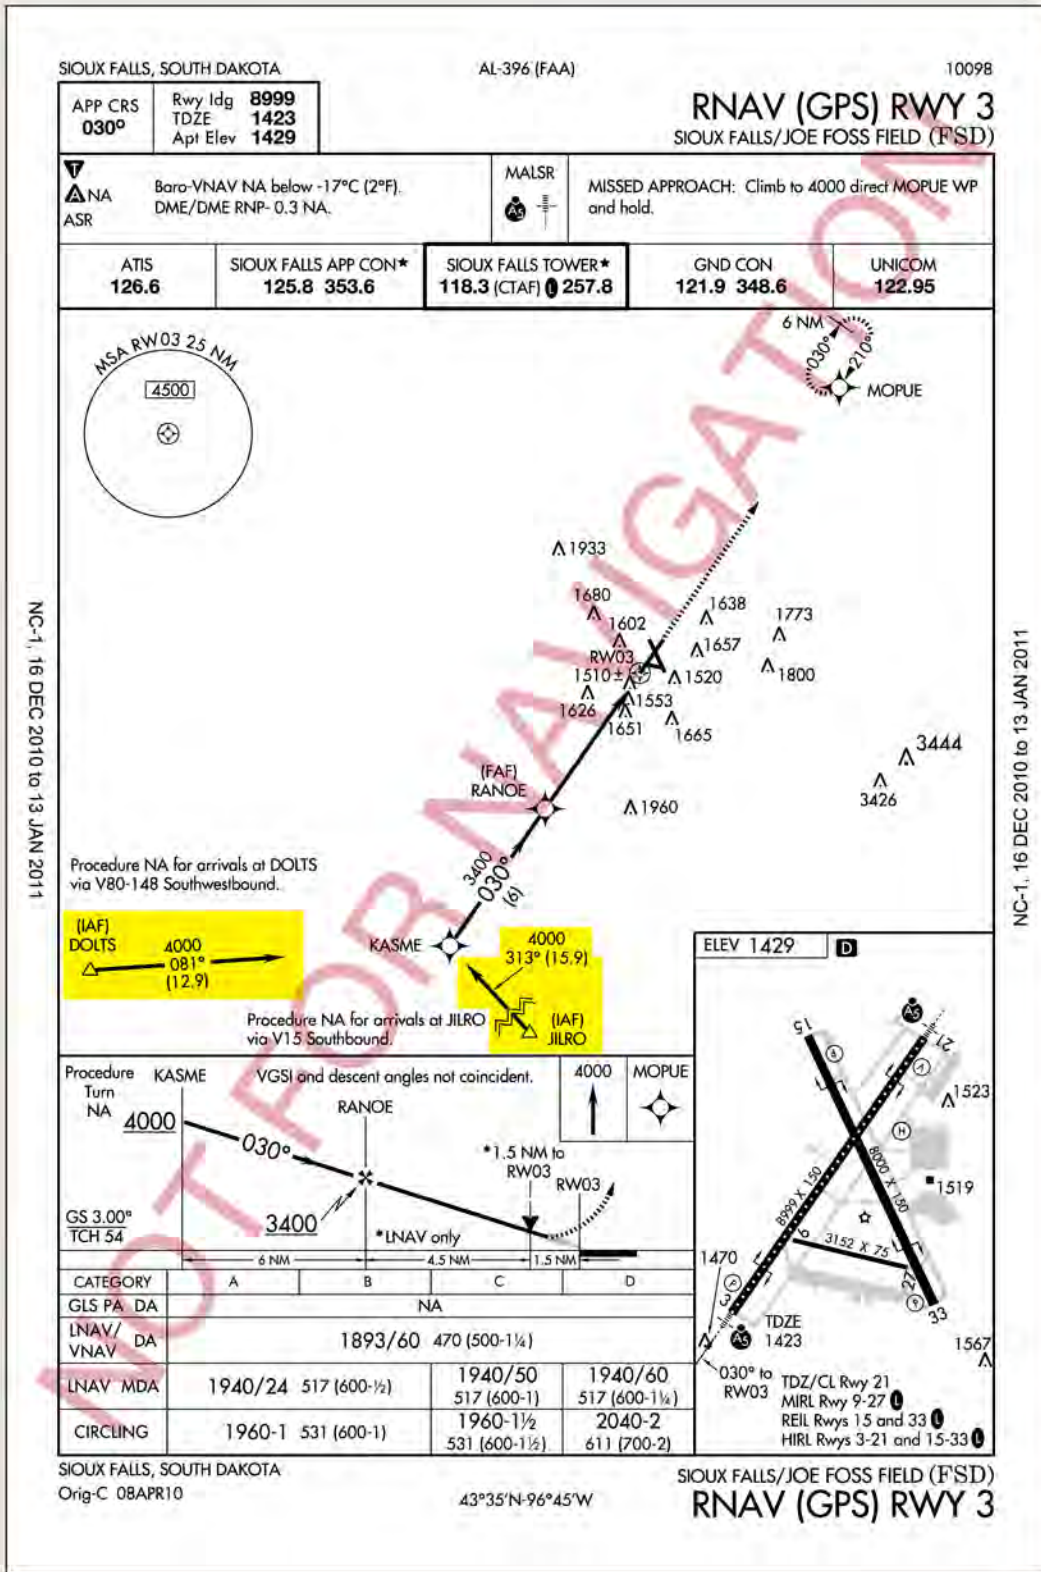 SIOUX FALLS, SOUTH DAKOTA
AL-396 (FAA)
10098
APP CRS
030°
Rwy ldg 8999
TDZE 1423
Apt Elev 1429
RNAV (GPS) RWY 3
SIOUX FALLS/JOE FOSS FIELD (FSD)
T
A NA
ASR
Baro-VNAV NA below -17°C (2°F).
DME/DME RNP- 0.3 NA.
MALSR
A5
MISSED APPROACH: Climb to 4000 direct MOPUE WP
and hold.
ATIS
126.6
SIOUX FALLS APP CON★
125.8 353.6
SIOUX FALLS TOWER★
118.3 (CTAF) L 257.8
GND CON
121.9 348.6
UNICOM
122.95
MSA RW03 25 NM
4500
6 NM
030°
210°
MOPUE
1933
1680
1602
1638
1773
1657
RW03
1510±
1520
1800
1626
1553
1651
1665
3444
3426
(FAF)
RANOE
1960
3400
030°
(6)
Procedure NA for arrivals at DOLTS
via V80-148 Southwestbound.
(IAF)
DOLTS
4000
081°
(12.9)
KASME
4000
313° (15.9)
(IAF)
JILRO
Procedure NA for arrivals at JILRO
via V15 Southbound.
ELEV 1429
D
15
A5
21
V
P
1523
H
8999 X 150
8000 X 150
1519
9
3152 X 75
27
1470
3
33
P
TDZE
1423
A5
1567
030° to
RW03
TDZ/CL Rwy 21
MIRL Rwy 9-27 L
REIL Rwys 15 and 33 L
HIRL Rwys 3-21 and 15-33 L
Procedure
Turn
NA
KASME
VGSI and descent angles not coincident.
4000
MOPUE
4000
RANOE
030°
*1.5 NM to
RW03
RW03
3400
*LNAV only
GS 3.00°
TCH 54
6 NM
4.5 NM
1.5 NM
CATEGORY A B C D
GLS PA DA NA
LNAV/
VNAV DA 1893/60 470 (500-1¼)
LNAV MDA
1940/24 517 (600-½)
1940/50
517 (600-1)
1940/60
517 (600-1¼)
CIRCLING
1960-1 531 (600-1)
1960-1½
531 (600-1½)
2040-2
611 (700-2)
SIOUX FALLS, SOUTH DAKOTA
Orig-C 08APR10
43°35'N-96°45'W
SIOUX FALLS/JOE FOSS FIELD (FSD)
RNAV (GPS) RWY 3
NC-1, 16 DEC 2010 to 13 JAN 2011
NC-1, 16 DEC 2010 to 13 JAN 2011
NOT FOR NAVIGATION